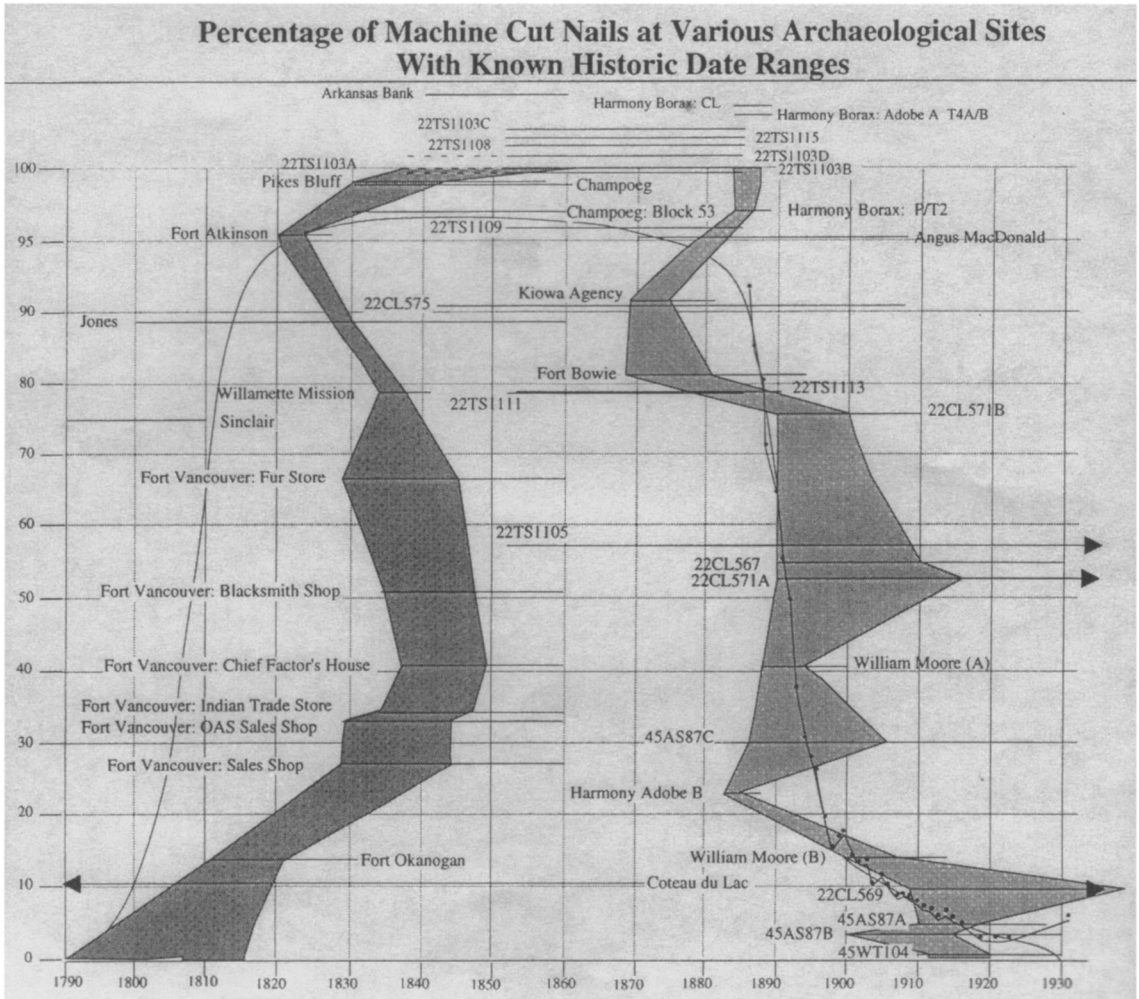 Percentage of Machine Cut Nails at Various Archaeological Sites
With Known Historic Date Ranges
Arkansas Bank
Harmony Borax: CL
Harmony Borax: Adobe A T4A/B
22TS1103C
22TS1115
22TS1108
22TS1103D
22TS1103A
22TS1103B
100
Pikes Bluff
Champoeg
Champoeg: Block 53
Harmony Borax: P/T2
22TS1109
Fort Atkinson
Angus MacDonald
95
Kiowa Agency
22CL575
90
Jones
Fort Bowie
80
22TS1113
Willamette Mission
22TS1111
22CL571B
Sinclair
70
Fort Vancouver: Fur Store
60
22TS1105
22CL567
22CL571A
Fort Vancouver: Blacksmith Shop
50
Fort Vancouver: Chief Factor's House
William Moore (A)
40
Fort Vancouver: Indian Trade Store
Fort Vancouver: OAS Sales Shop
45AS87C
30
Fort Vancouver: Sales Shop
Harmony Adobe B
20
Fort Okanogan
William Moore (B)
10
Coteau du Lac
22CL569
45AS87A
45AS87B
45WT104
0
1790 1800 1810 1820 1830 1840 1850 1860 1870 1880 1890 1900 1910 1920 1930